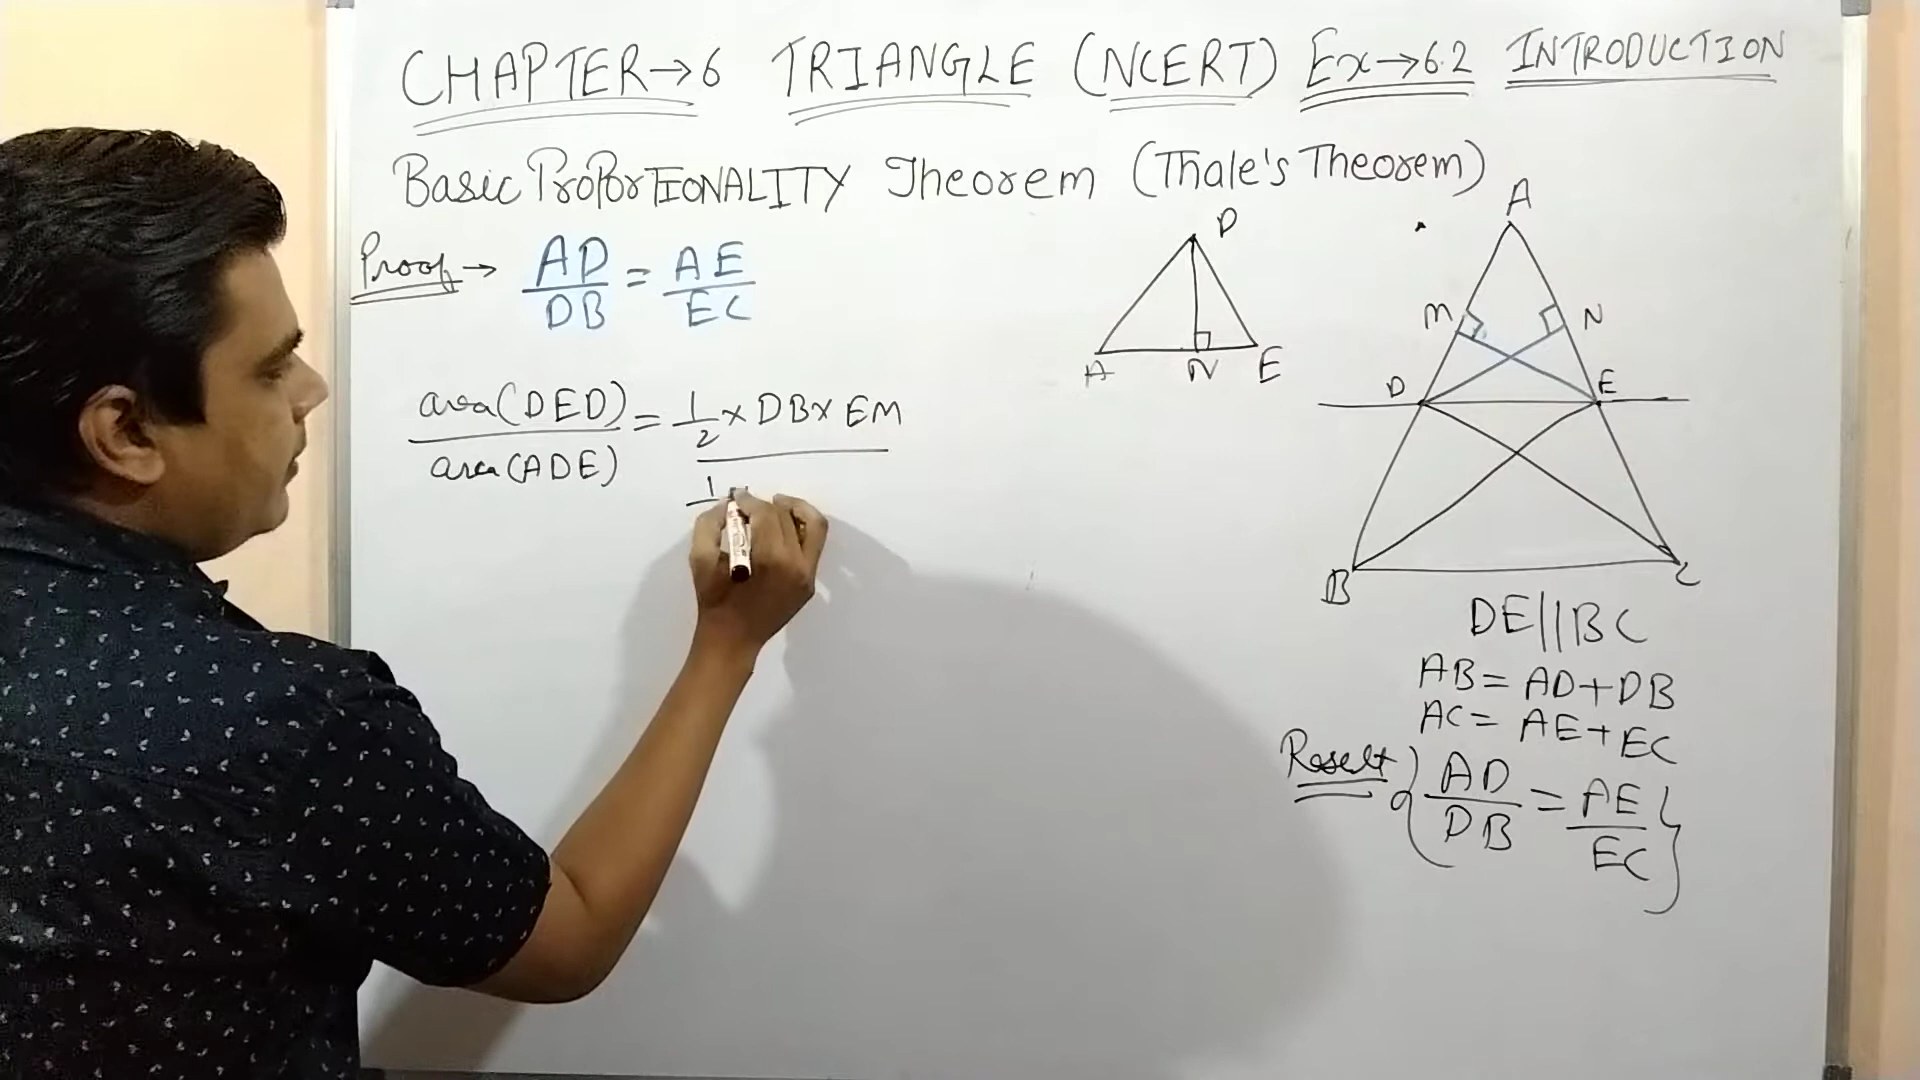 CHAPTER→6 TRIANGLE (NCERT) Ex→6.2 INTRODUCTION
Basic PROPORTIONALITY Theorem (Thale's Theorem)
Proof → AD/DB = AE/EC
area(DED)/area(ADE) = 1/2 × DB × EM
1
D
A N E
A
M N
D E
B C
DE||BC
AB = AD+DB
AC = AE+EC
Result { AD/DB = AE/EC }